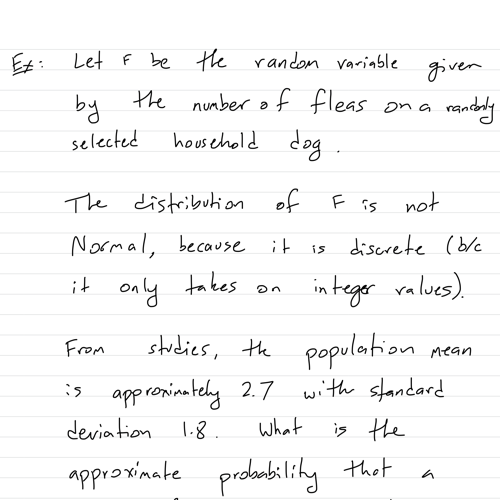 Ex: Let F be the random variable given
by the number of fleas on a randomly
selected household dog.
The distribution of F is not
Normal, because it is discrete (b/c
it only takes on integer values).
From studies, the population mean
is approximately 2.7 with standard
deviation 1.8. What is the
approximate probability that a